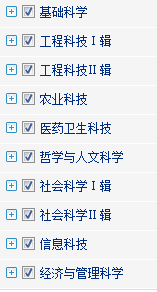 基础科学
工程科技Ⅰ辑
工程科技Ⅱ辑
农业科技
医药卫生科技
哲学与人文科学
社会科学Ⅰ辑
社会科学Ⅱ辑
信息科技
经济与管理科学